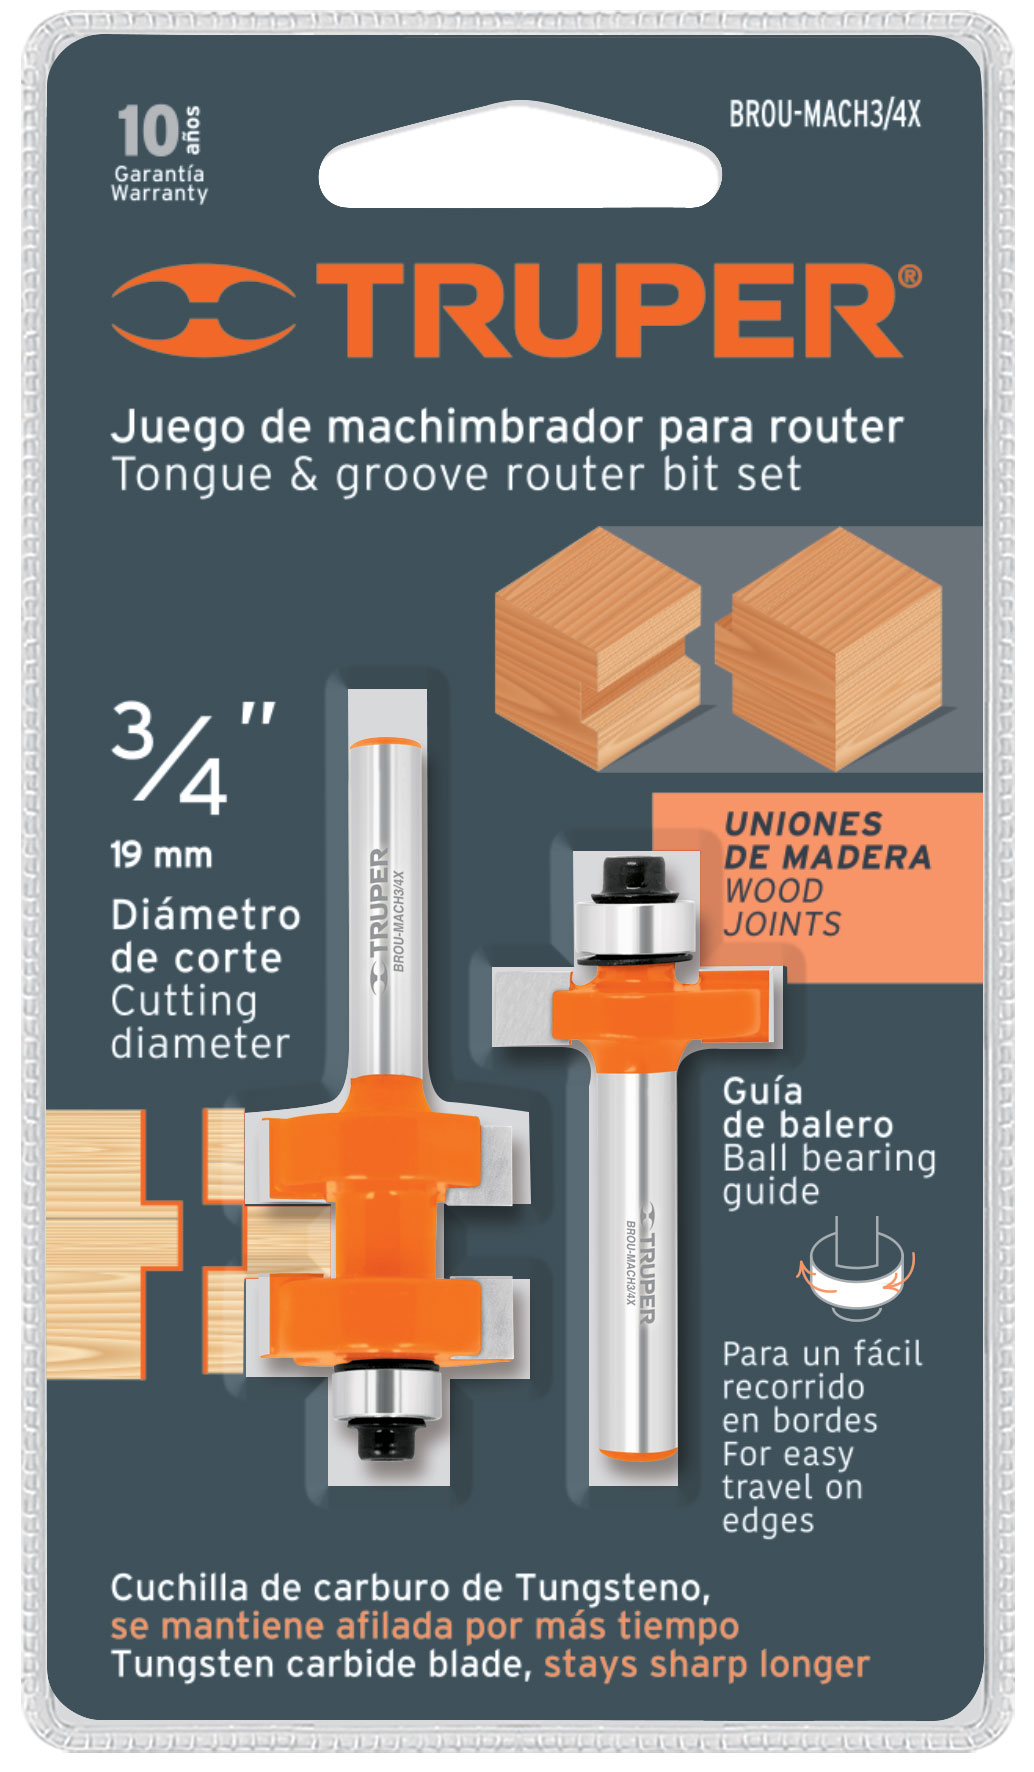 10 años
Garantía
Warranty
BROU-MACH3/4X
TRUPER®
Juego de machimbrador para router
Tongue & groove router bit set
3/4"
19 mm
Diámetro
de corte
Cutting
diameter
TRUPER
BROU-MACH3/4X
UNIONES
DE MADERA
WOOD
JOINTS
Guía
de balero
Ball bearing
guide
TRUPER
BROU-MACH3/4X
Para un fácil
recorrido
en bordes
For easy
travel on
edges
Cuchilla de carburo de Tungsteno,
se mantiene afilada por más tiempo
Tungsten carbide blade, stays sharp longer